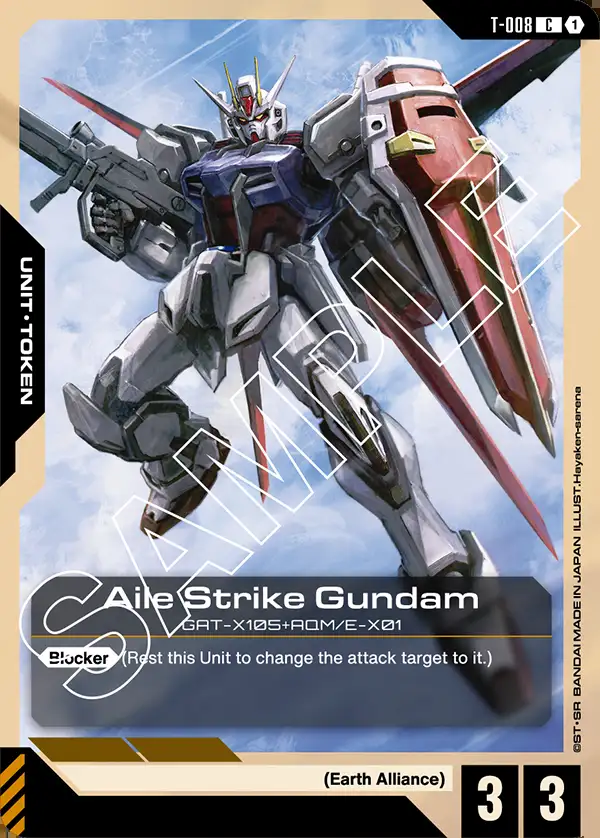 T-008 C 1
UNIT・TOKEN
SAMPLE
Aile Strike Gundam
GAT-X105+AQM/E-X01
Blocker (Rest this Unit to change the attack target to it.)
(Earth Alliance)
3 3
©ST・SR BANDAI MADE IN JAPAN ILLUST.Hayaken-sarena